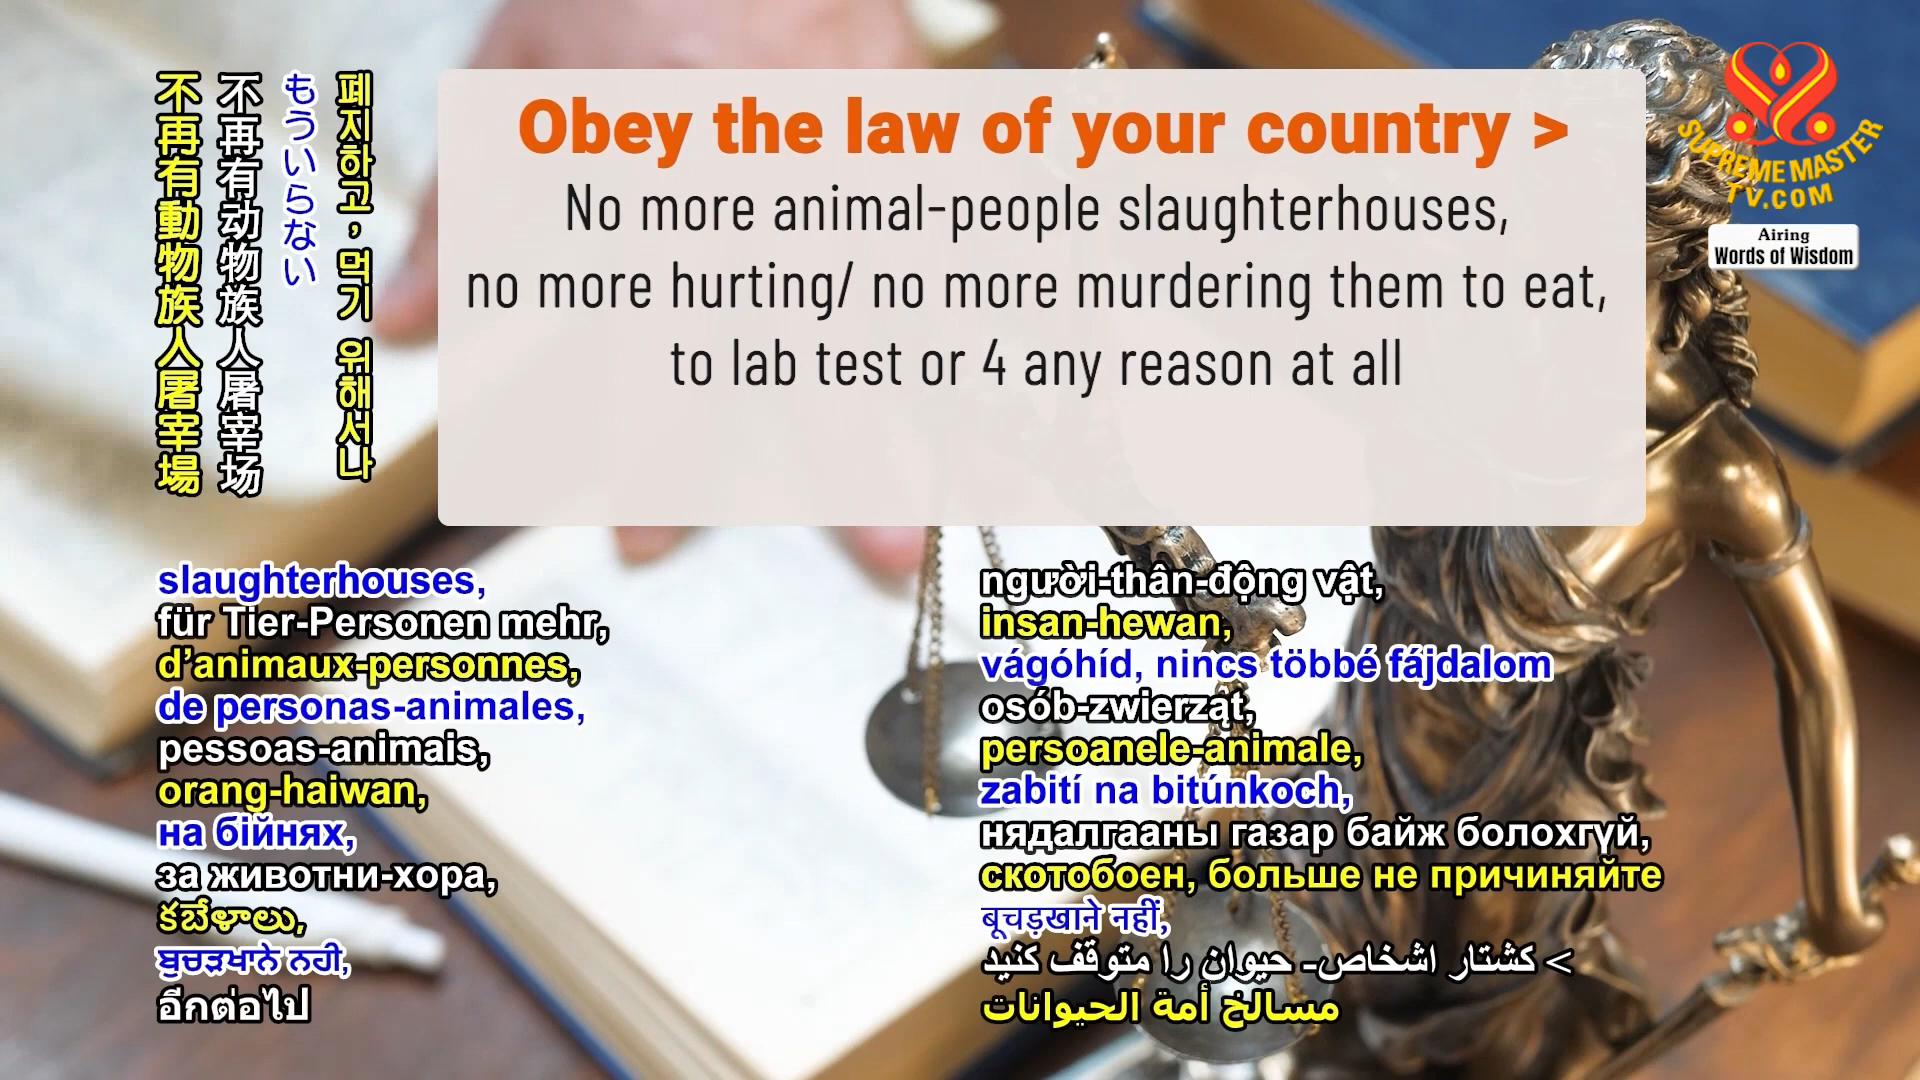 不再有動物族人屠宰場
不再有动物族人屠宰场
もういらない
폐지하고, 먹기 위해서나
Obey the law of your country >
No more animal-people slaughterhouses,
no more hurting/ no more murdering them to eat,
to lab test or 4 any reason at all
SUPREME MASTER
TV.COM
Airing
Words of Wisdom
slaughterhouses,
für Tier-Personen mehr,
d’animaux-personnes,
de personas-animales,
pessoas-animais,
orang-haiwan,
на бійнях,
за животни-хора,
కబేళాలు,
ਬੁਚੜਖਾਨੇ ਨਹੀ,
อีกต่อไป
người-thân-động vật,
insan-hewan,
vágóhíd, nincs többé fájdalom
osób-zwierząt,
persoanele-animale,
zabití na bitúnkoch,
нядалгааны газар байж болохгүй,
скотобоен, больше не причиняйте
बूचड़खाने नहीं,
> کشتار اشخاص- حیوان را متوقف کنید
مسالخ أمة الحيوانات